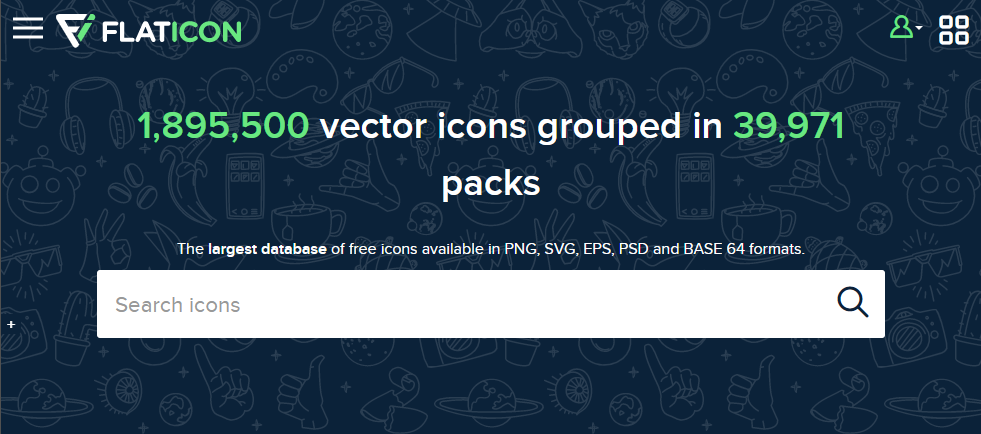 FLATICON
1,895,500 vector icons grouped in 39,971
packs
The largest database of free icons available in PNG, SVG, EPS, PSD and BASE 64 formats.
Search icons
+